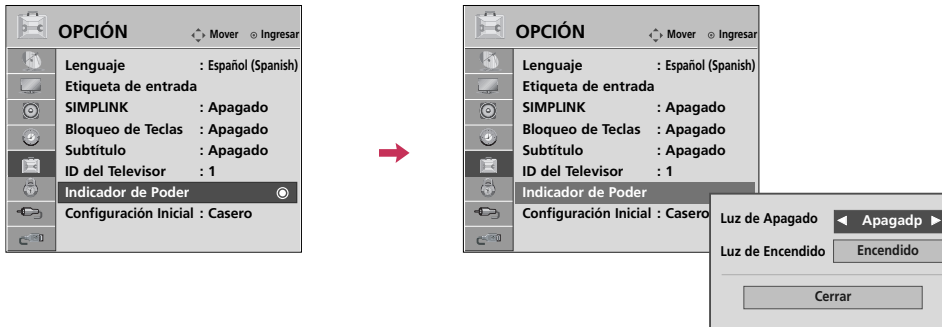 OPCIÓN Mover Ingresar
Lenguaje : Español (Spanish)
Etiqueta de entrada
SIMPLINK : Apagado
Bloqueo de Teclas : Apagado
Subtítulo : Apagado
ID del Televisor : 1
Indicador de Poder
Configuración Inicial : Casero
OPCIÓN Mover Ingresar
Lenguaje : Español (Spanish)
Etiqueta de entrada
SIMPLINK : Apagado
Bloqueo de Teclas : Apagado
Subtítulo : Apagado
ID del Televisor : 1
Indicador de Poder
Configuración Inicial : Casero
Luz de Apagado ◀ Apagadp ▶
Luz de Encendido Encendido
Cerrar